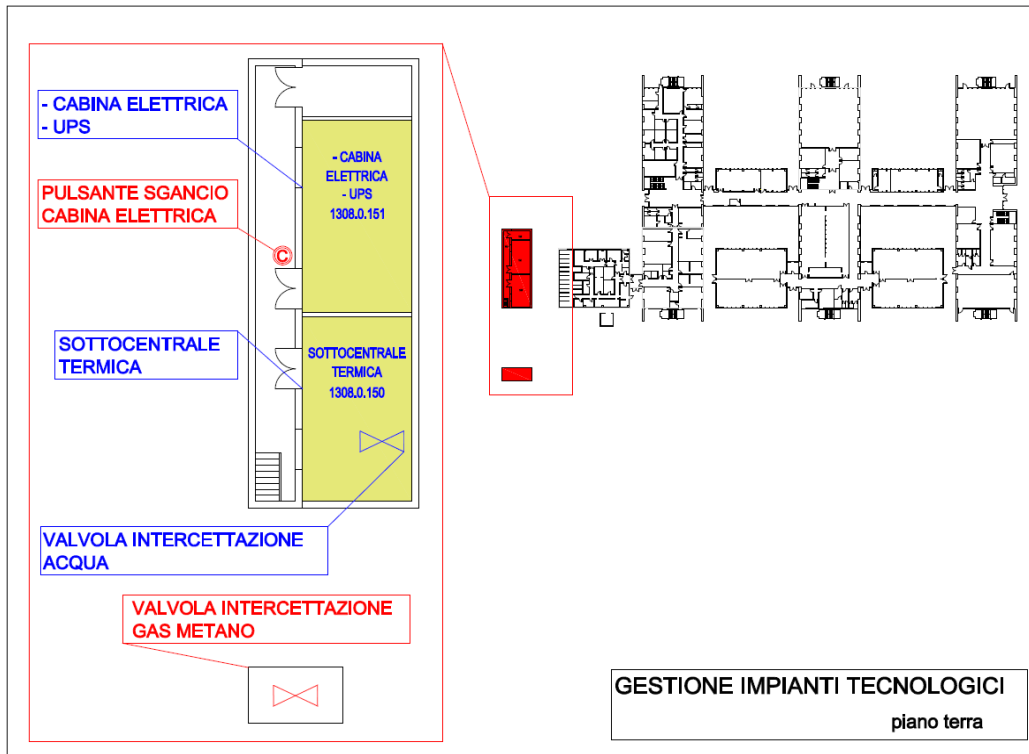 - CABINA ELETTRICA
- UPS
- CABINA
ELETTRICA
- UPS
1308.0.151
PULSANTE SGANCIO
CABINA ELETTRICA
C
SOTTOCENTRALE
TERMICA
SOTTOCENTRALE
TERMICA
1308.0.150
VALVOLA INTERCETTAZIONE
ACQUA
VALVOLA INTERCETTAZIONE
GAS METANO
GESTIONE IMPIANTI TECNOLOGICI
piano terra